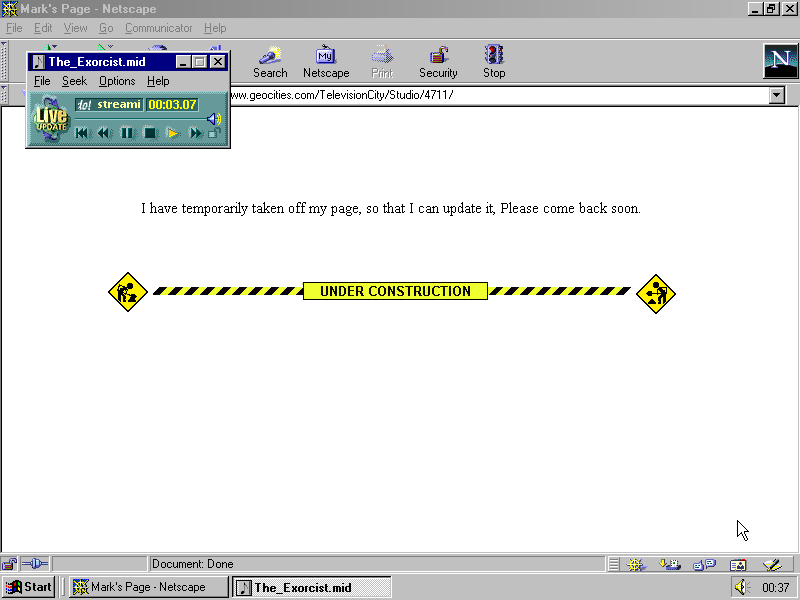 Mark's Page - Netscape
File Edit View Go Communicator Help
The_Exorcist.mid
File Seek Options Help
Live UPDATE
to! streami 00:03.07
Search My Netscape Print Security Stop
N
ww.geocities.com/TelevisionCity/Studio/4711/
I have temporarily taken off my page, so that I can update it, Please come back soon.
UNDER CONSTRUCTION
Document: Done
Start Mark's Page - Netscape The_Exorcist.mid 00:37